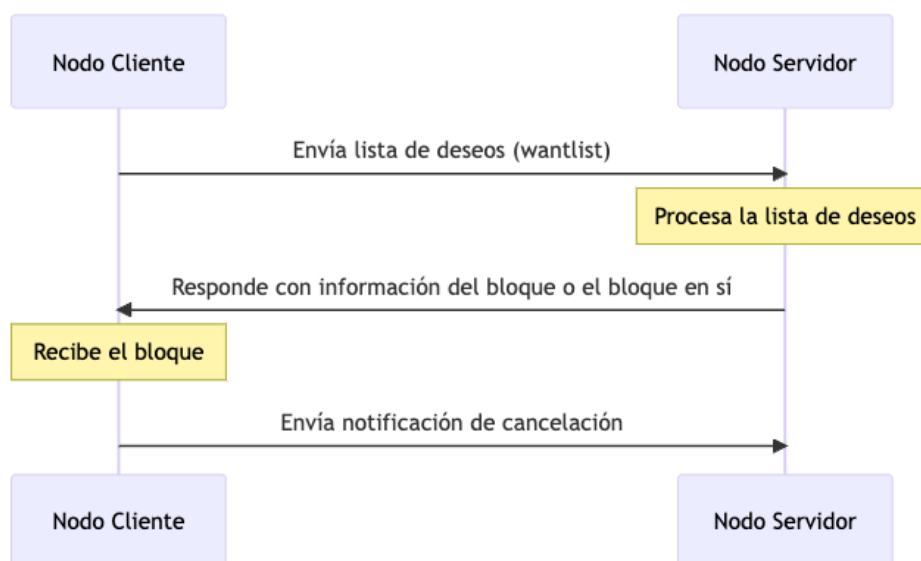 Nodo Cliente
Nodo Servidor
Envía lista de deseos (wantlist)
Procesa la lista de deseos
Responde con información del bloque o el bloque en sí
Recibe el bloque
Envía notificación de cancelación
Nodo Cliente
Nodo Servidor